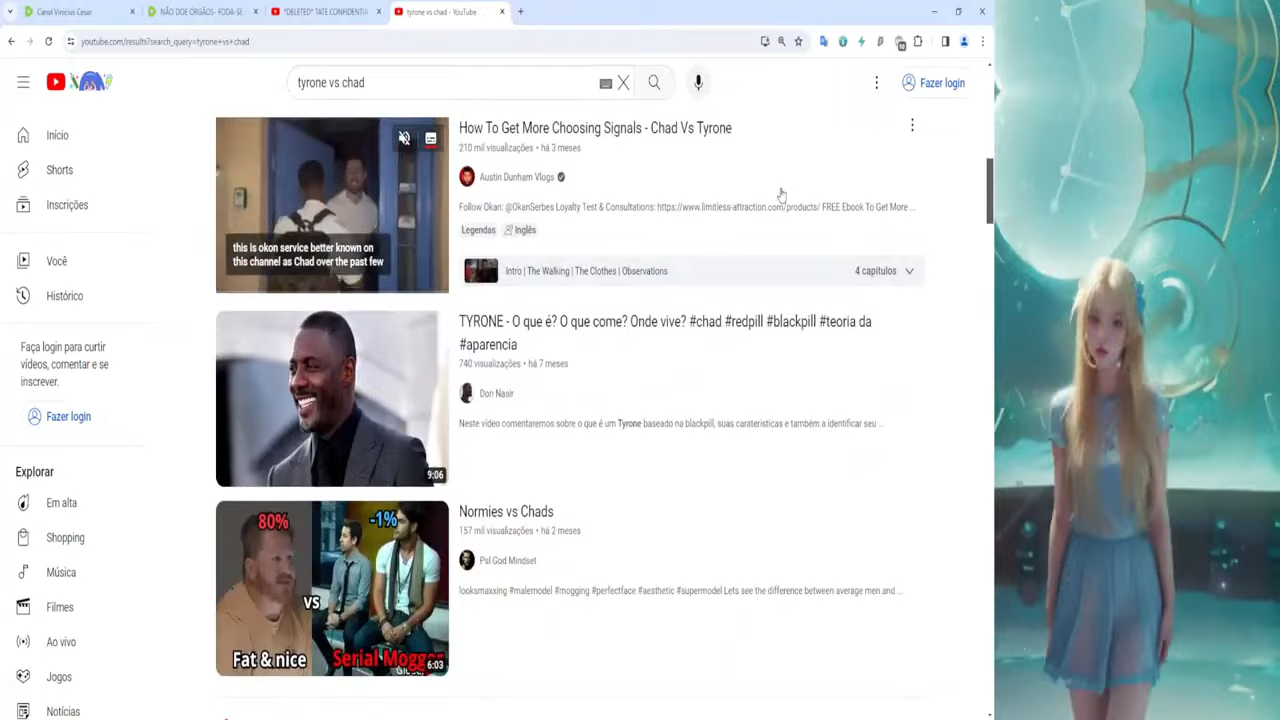 Canal Vinicius Cesar
NÃO DOE ORGÃOS- FODA-SE
*DELETED* TATE CONFIDENTIA
tyrone vs chad - YouTube
youtube.com/results?search_query=tyrone+vs+chad
tyrone vs chad
Fazer login
Início
Shorts
Inscrições
Você
Histórico
Faça login para curtir
vídeos, comentar e se
inscrever.
Fazer login
Explorar
Em alta
Shopping
Música
Filmes
Ao vivo
Jogos
Notícias
this is okon service better known on
this channel as Chad over the past few
How To Get More Choosing Signals - Chad Vs Tyrone
210 mil visualizações • há 3 meses
Austin Dunham Vlogs
Follow Okan: @OkanSerbes Loyalty Test & Consultations: https://www.limitless-attraction.com/products/ FREE Ebook To Get More ...
Legendas
Inglês
Intro | The Walking | The Clothes | Observations
4 capítulos
9:06
TYRONE - O que é? O que come? Onde vive? #chad #redpill #blackpill #teoria da
#aparencia
740 visualizações • há 7 meses
Don Nasir
Neste vídeo comentaremos sobre o que é um Tyrone baseado na blackpill, suas caraterísticas e também a identificar seu ...
80%
-1%
VS
Fat & nice
Serial Mogger
6:03
Normies vs Chads
157 mil visualizações • há 2 meses
Psl God Mindset
looksmaxxing #malemodel #mogging #perfectface #aesthetic #supermodel Lets see the difference between average men and ...